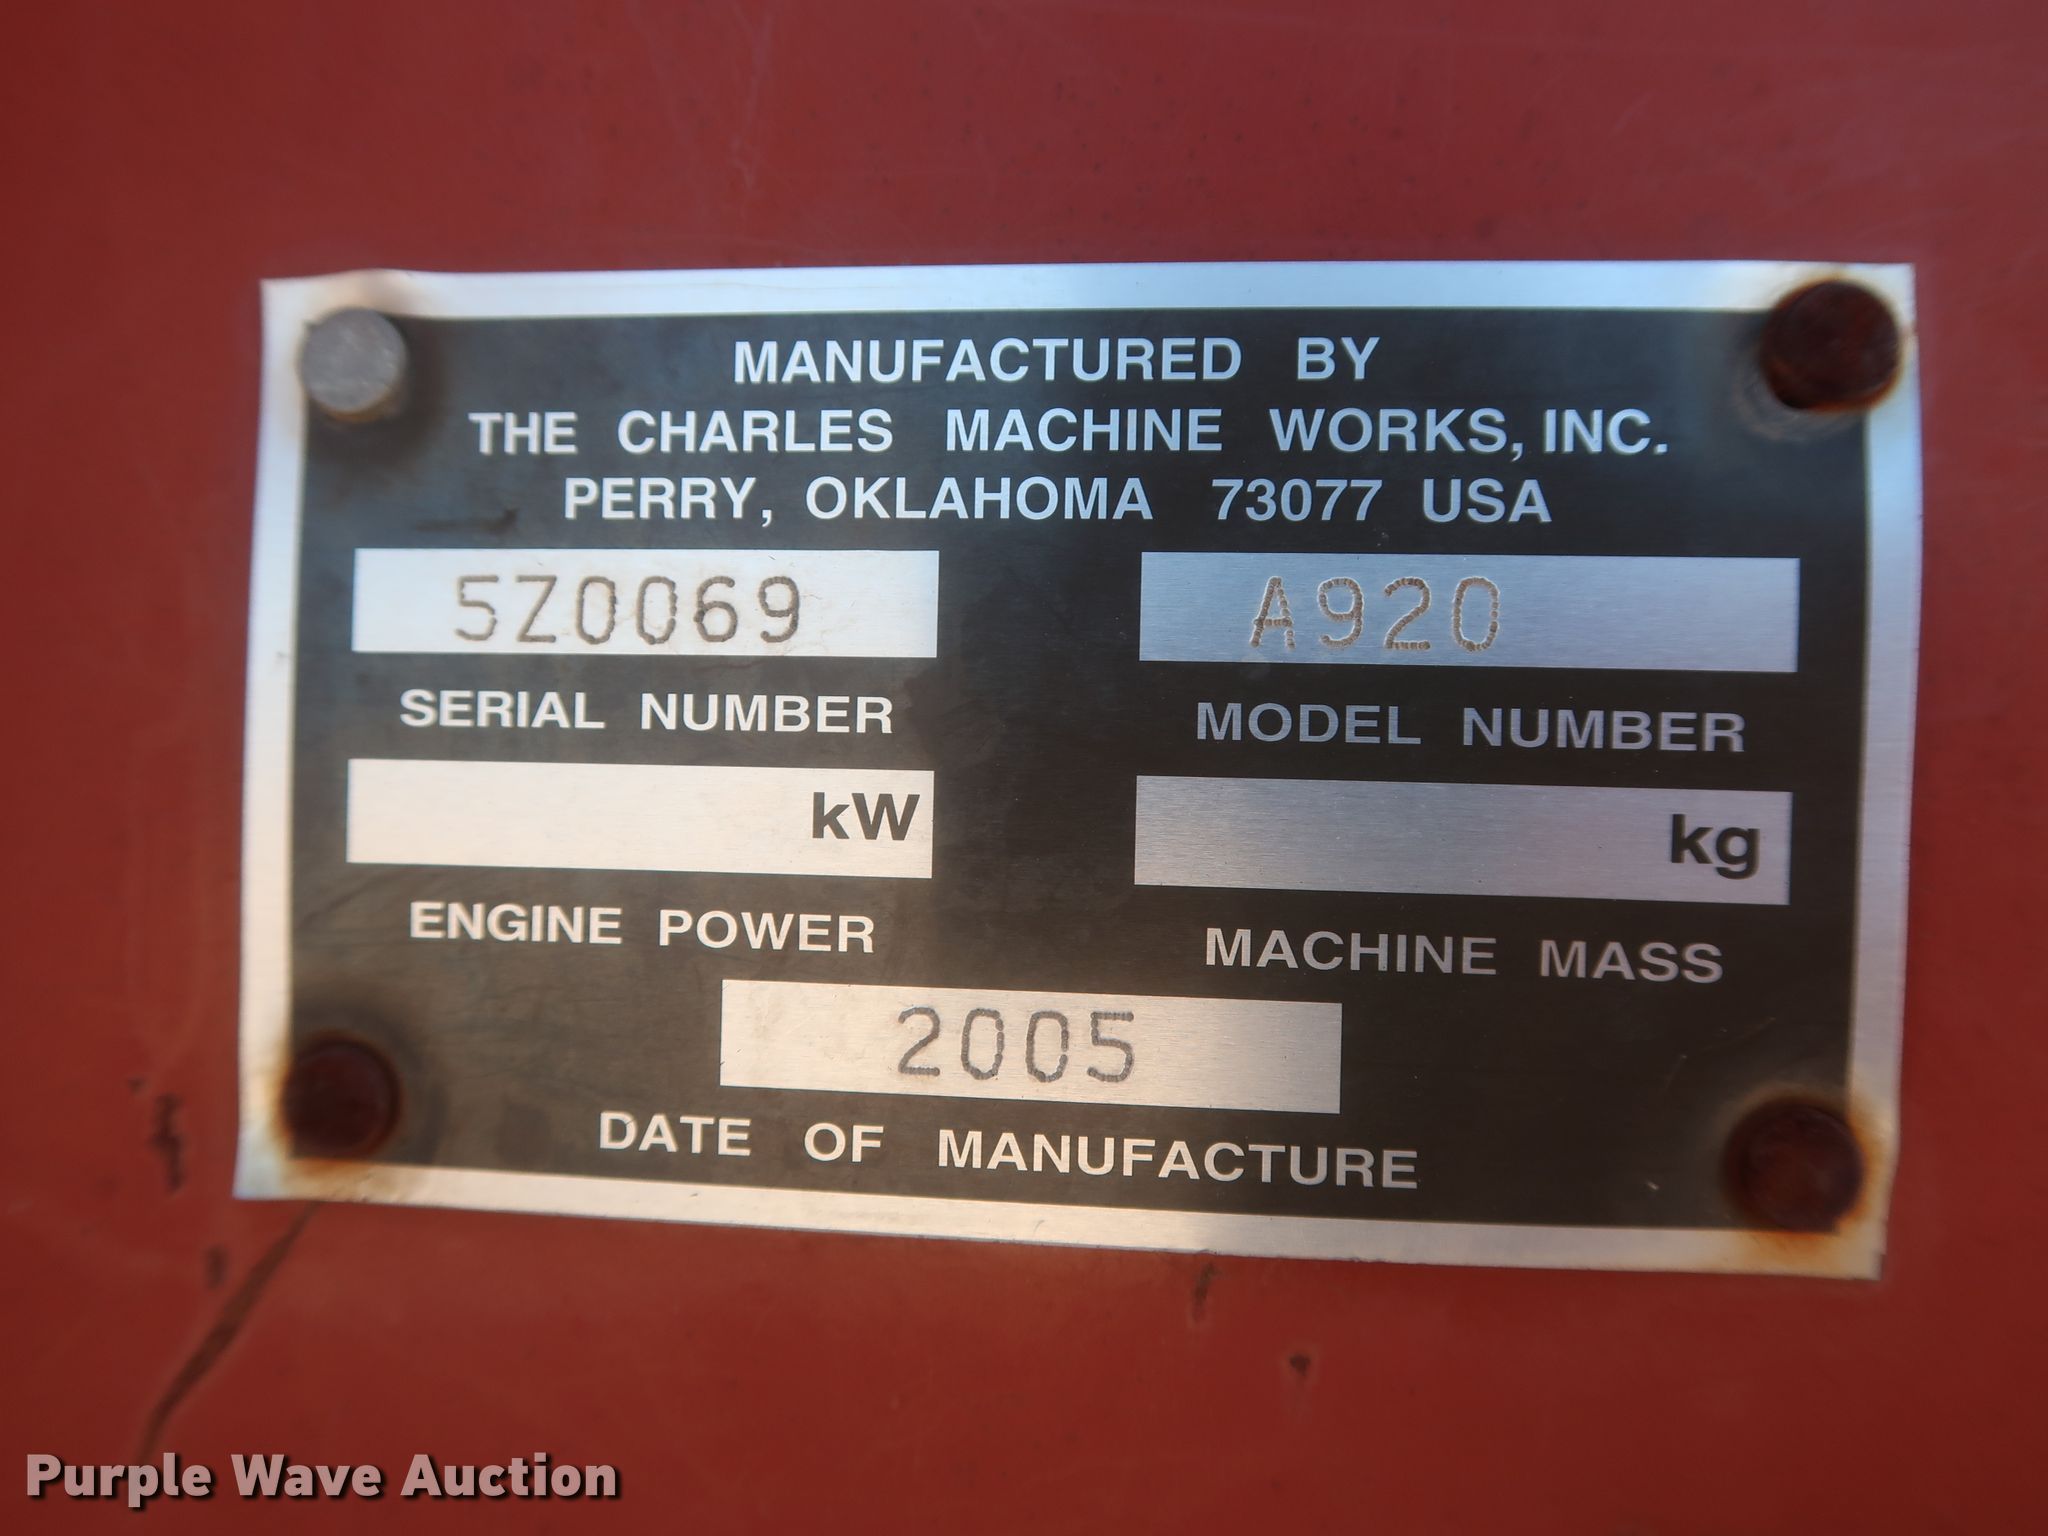 MANUFACTURED BY
THE CHARLES MACHINE WORKS, INC.
PERRY, OKLAHOMA 73077 USA
5Z0069 A920
SERIAL NUMBER MODEL NUMBER
kW kg
ENGINE POWER MACHINE MASS
2005
DATE OF MANUFACTURE
Purple Wave Auction